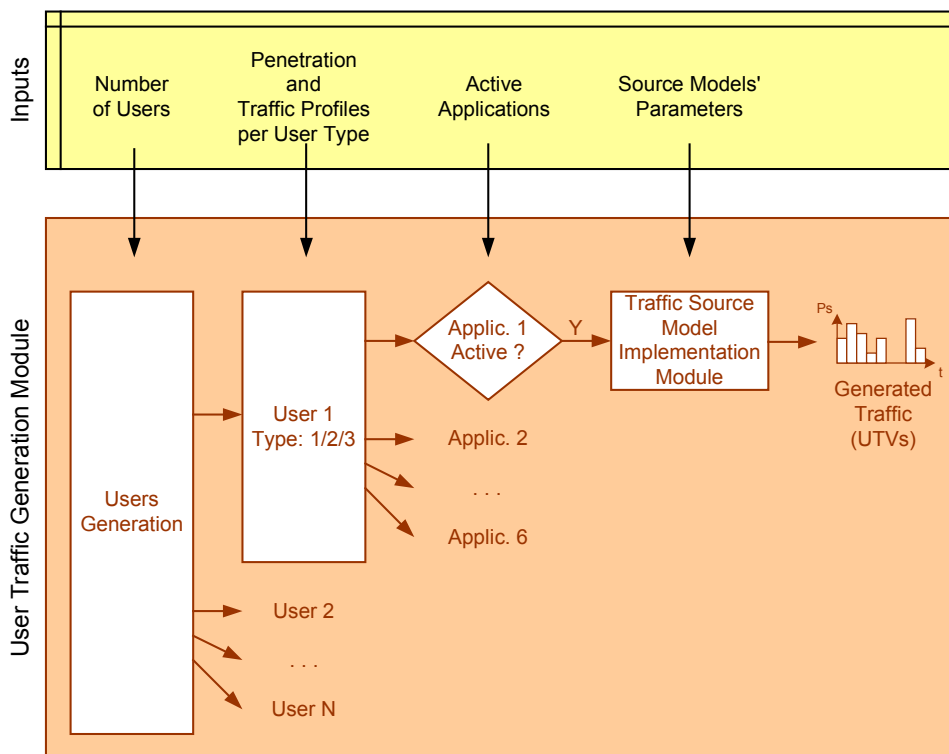 Inputs
Number
of Users
Penetration
and
Traffic Profiles
per User Type
Active
Applications
Source Models'
Parameters
User Traffic Generation Module
Users
Generation
User 1
Type: 1/2/3
Applic. 1
Active ?
Y
Traffic Source
Model
Implementation
Module
Ps
t
Generated
Traffic
(UTVs)
Applic. 2
. . .
Applic. 6
User 2
. . .
User N